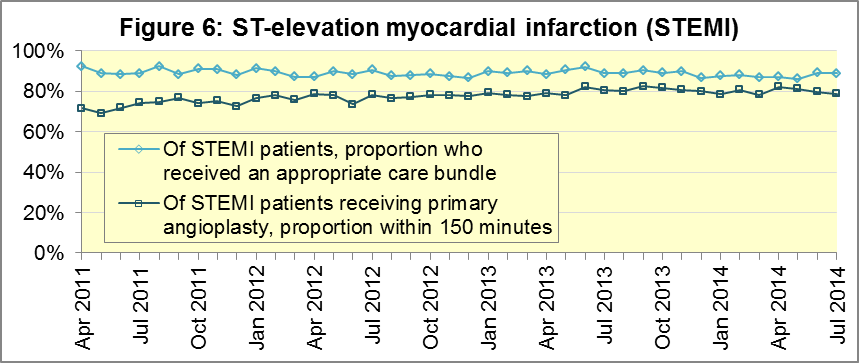 Figure 6: ST-elevation myocardial infarction (STEMI)
100%
80%
60%
40%
20%
0%
Of STEMI patients, proportion who
received an appropriate care bundle
Of STEMI patients receiving primary
angioplasty, proportion within 150 minutes
Apr 2011
Jul 2011
Oct 2011
Jan 2012
Apr 2012
Jul 2012
Oct 2012
Jan 2013
Apr 2013
Jul 2013
Oct 2013
Jan 2014
Apr 2014
Jul 2014